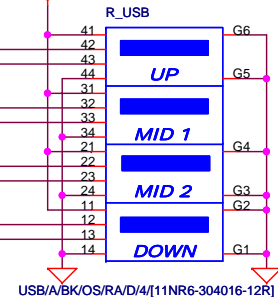 R_USB
41 G6
42
43
44 UP G5
31
32
33 MID 1
34
21 G4
22
23 MID 2
24 G3
11 G2
12
13 DOWN
14 G1
USB/A/BK/OS/RA/D/4/[11NR6-304016-12R]